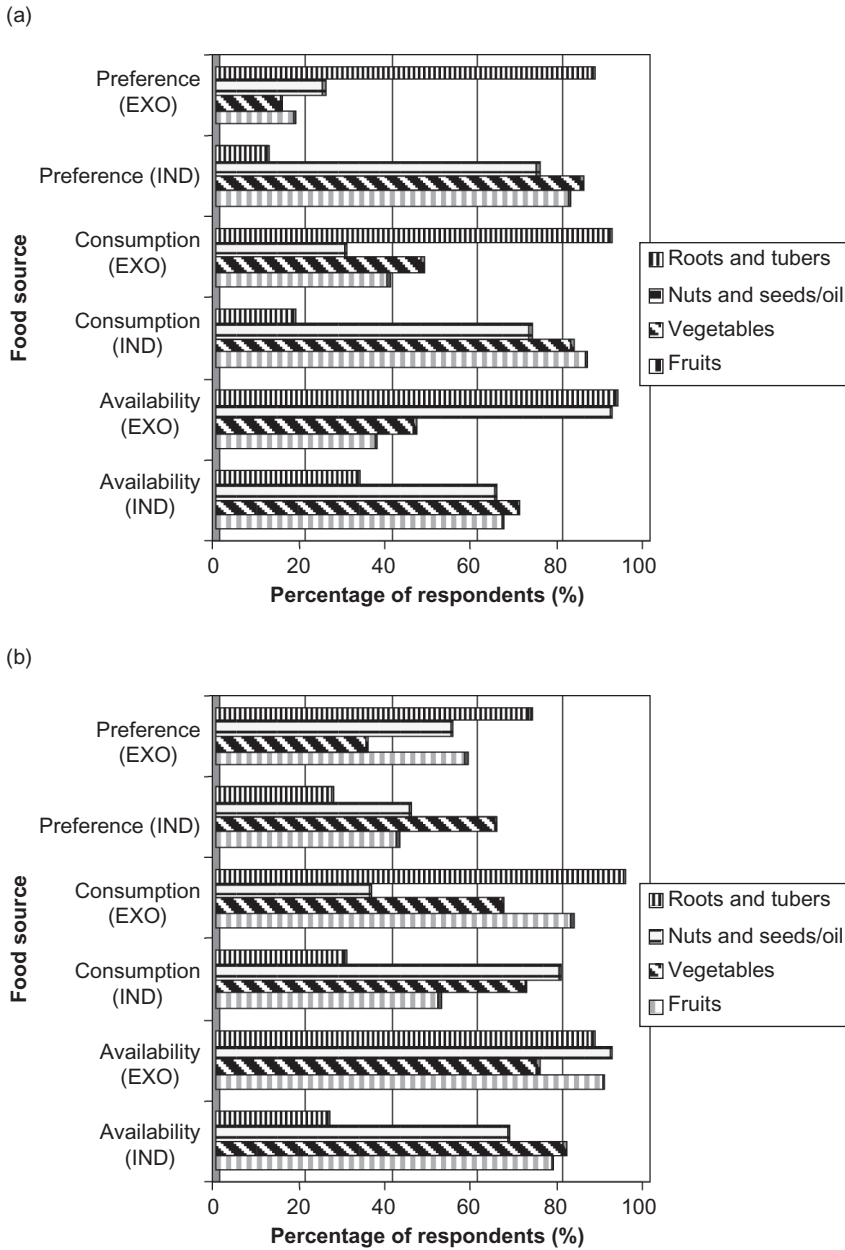 (a)
Preference
(EXO)
Preference (IND)
Consumption
(EXO)
Consumption
(IND)
Availability
(EXO)
Availability
(IND)
Food source
0 20 40 60 80 100
Percentage of respondents (%)
Roots and tubers
Nuts and seeds/oil
Vegetables
Fruits
(b)
Preference
(EXO)
Preference (IND)
Consumption
(EXO)
Consumption
(IND)
Availability
(EXO)
Availability
(IND)
Food source
0 20 40 60 80 100
Percentage of respondents (%)
Roots and tubers
Nuts and seeds/oil
Vegetables
Fruits